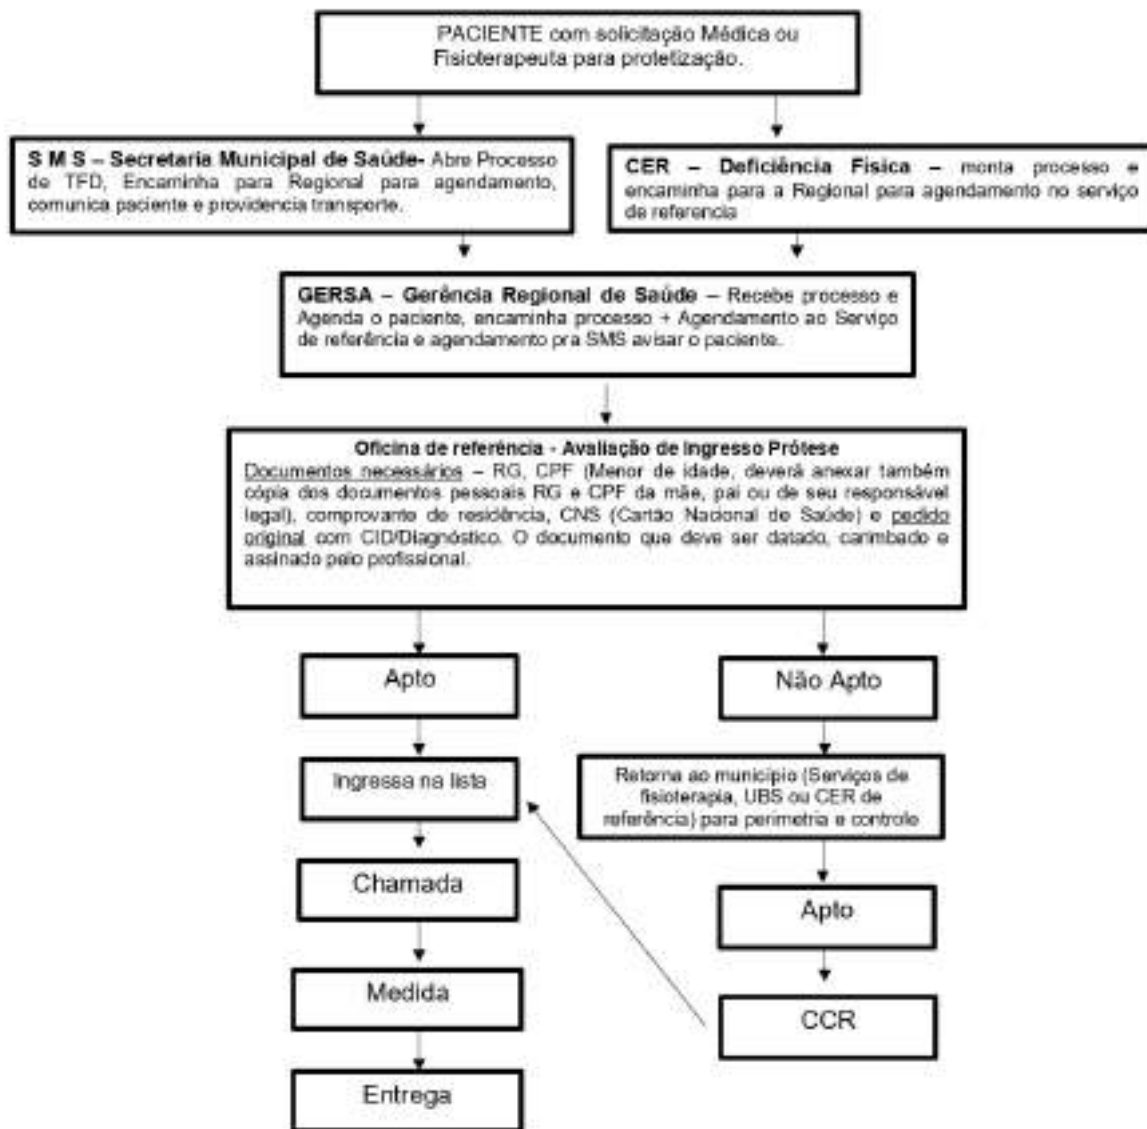 PACIENTE com solicitação Médica ou
Fisioterapeuta para protetização.
S M S – Secretaria Municipal de Saúde- Abre Processo
de TFD, Encaminha para Regional para agendamento,
comunica paciente e providencia transporte.
CER – Deficiência Física – monta processo e
encaminha para a Regional para agendamento no serviço
de referencia
GERSA – Gerência Regional de Saúde – Recebe processo e
Agenda o paciente, encaminha processo + Agendamento ao Serviço
de referência e agendamento pra SMS avisar o paciente.
Oficina de referência - Avaliação de Ingresso Prótese
Documentos necessários – RG, CPF (Menor de idade, deverá anexar também
cópia dos documentos pessoais RG e CPF da mãe, pai ou de seu responsável
legal), comprovante de residência, CNS (Cartão Nacional de Saúde) e pedido
original com CID/Diagnóstico. O documento que deve ser datado, carimbado e
assinado pelo profissional.
Apto
Não Apto
Ingressa na lista
Retorna ao município (Serviços de
fisioterapia, UBS ou CER de
referência) para perimetria e controle
Chamada
Apto
Medida
CCR
Entrega